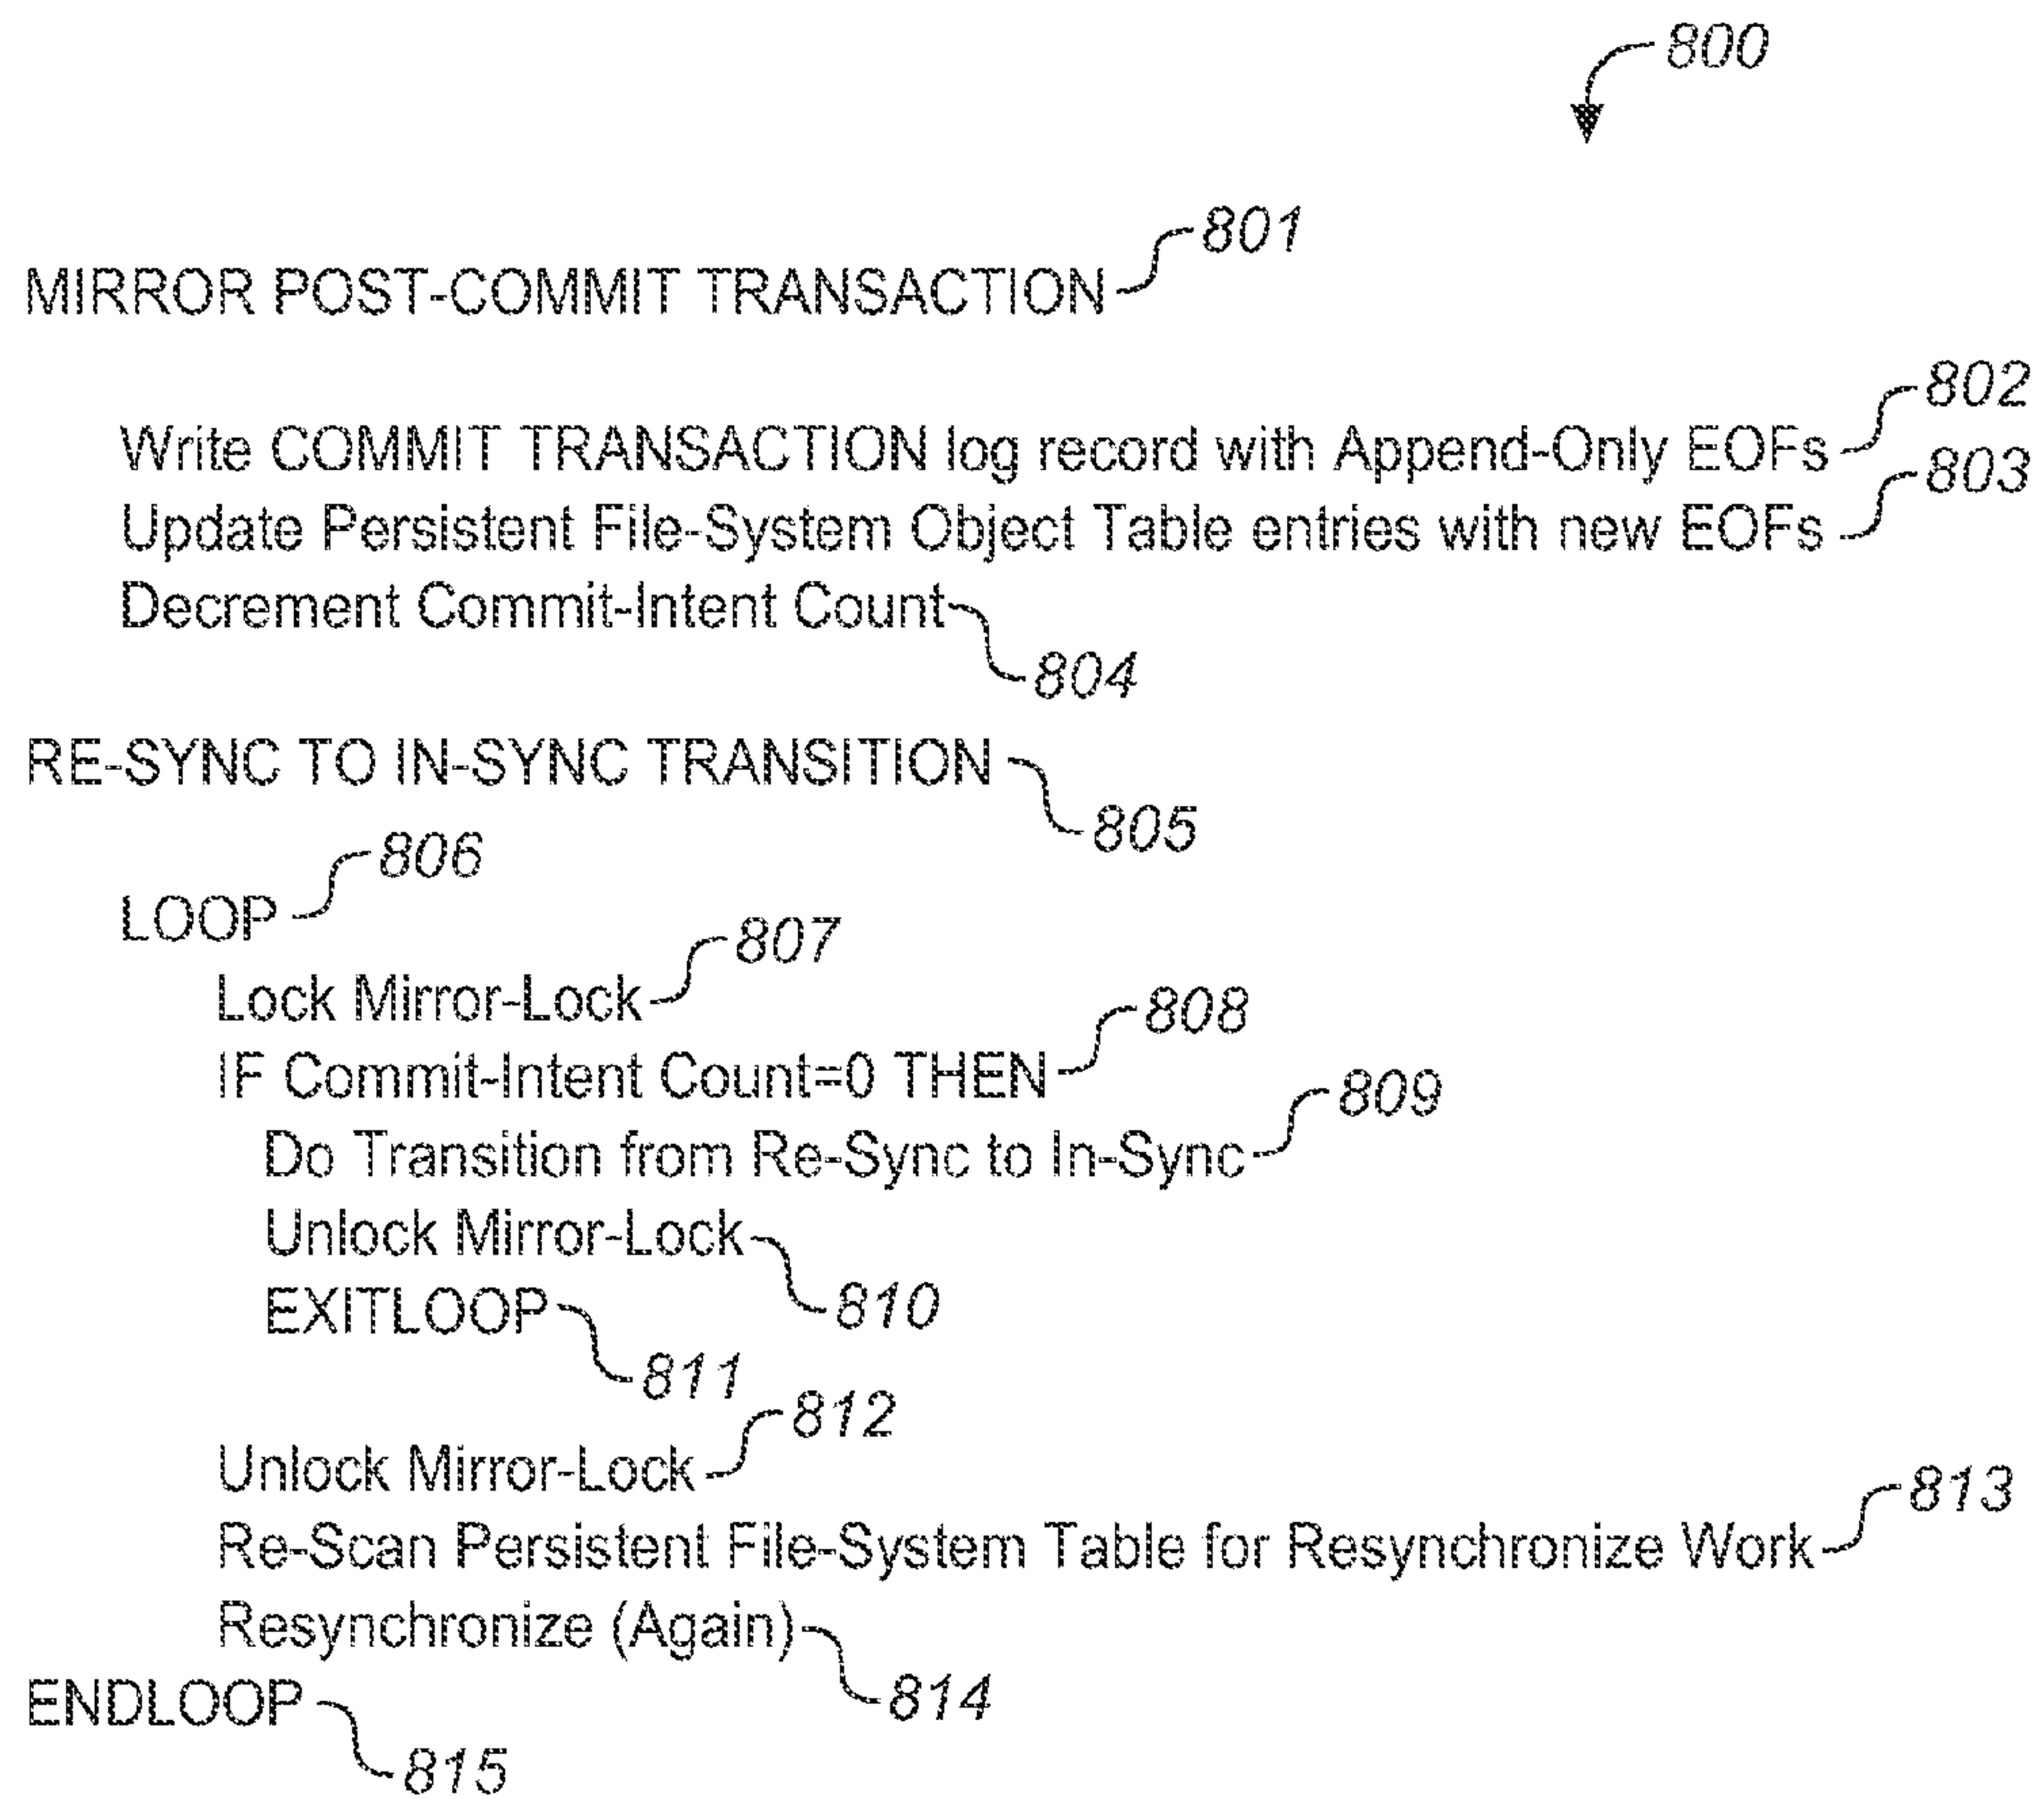 800
MIRROR POST-COMMIT TRANSACTION 801
Write COMMIT TRANSACTION log record with Append-Only EOFs 802
Update Persistent File-System Object Table entries with new EOFs 803
Decrement Commit-Intent Count 804
RE-SYNC TO IN-SYNC TRANSITION 805
LOOP 806
Lock Mirror-Lock 807
IF Commit-Intent Count=0 THEN 808
Do Transition from Re-Sync to In-Sync 809
Unlock Mirror-Lock 810
EXITLOOP 811
Unlock Mirror-Lock 812
Re-Scan Persistent File-System Table for Resynchronize Work 813
Resynchronize (Again) 814
ENDLOOP 815